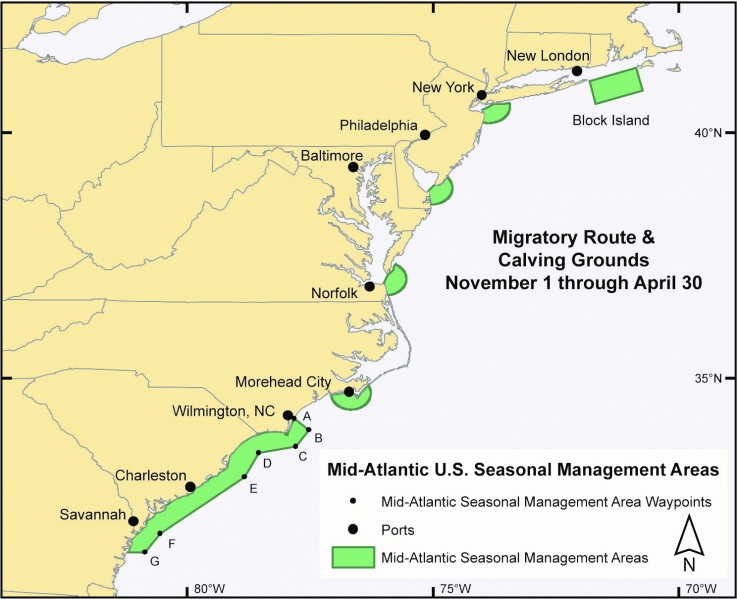 New London
New York
Block Island
Philadelphia
40°N
Baltimore
Migratory Route &
Calving Grounds
November 1 through April 30
Norfolk
35°N
Morehead City
Wilmington, NC
A
B
C
D
E
Charleston
Savannah
F
G
Mid-Atlantic U.S. Seasonal Management Areas
Mid-Atlantic Seasonal Management Area Waypoints
Ports
Mid-Atlantic Seasonal Management Areas
N
80°W
75°W
70°W